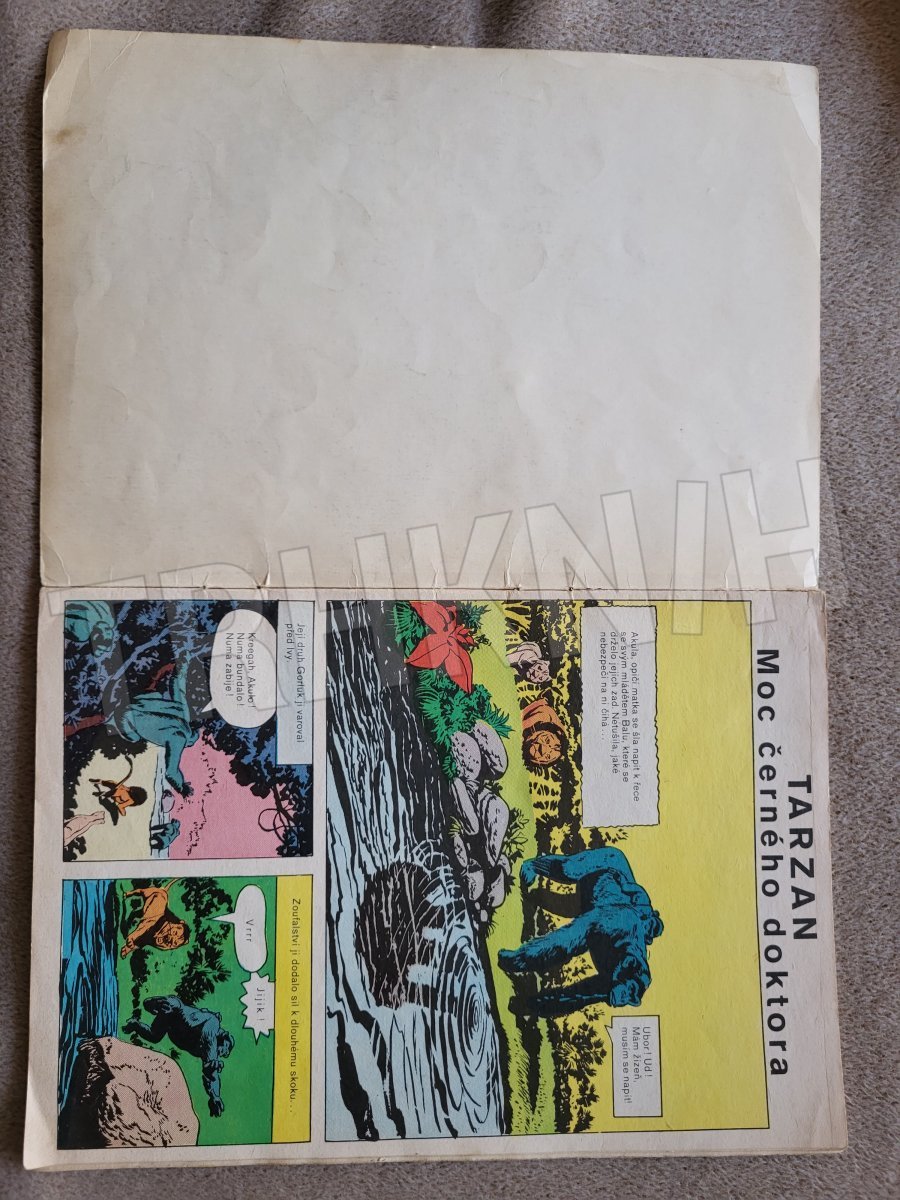 TARZAN
Moc černého doktora
Akula, opičí matka se šla napít k řece
se svým mládětem Balu, které se
drželo jejích zad. Netušila, jaké
nebezpečí na ni číhá...
Ubor! Ud!
Mám žízeň,
musím se napít!
Její druh Gorluk ji varoval
před lvy.
Kreegah, Akulo!
Numa bundalo!
Numa zabije!
Zoufalství jí dodalo sil k dlouhému skoku...
Vrrr
Jijik!
TRHKNIH